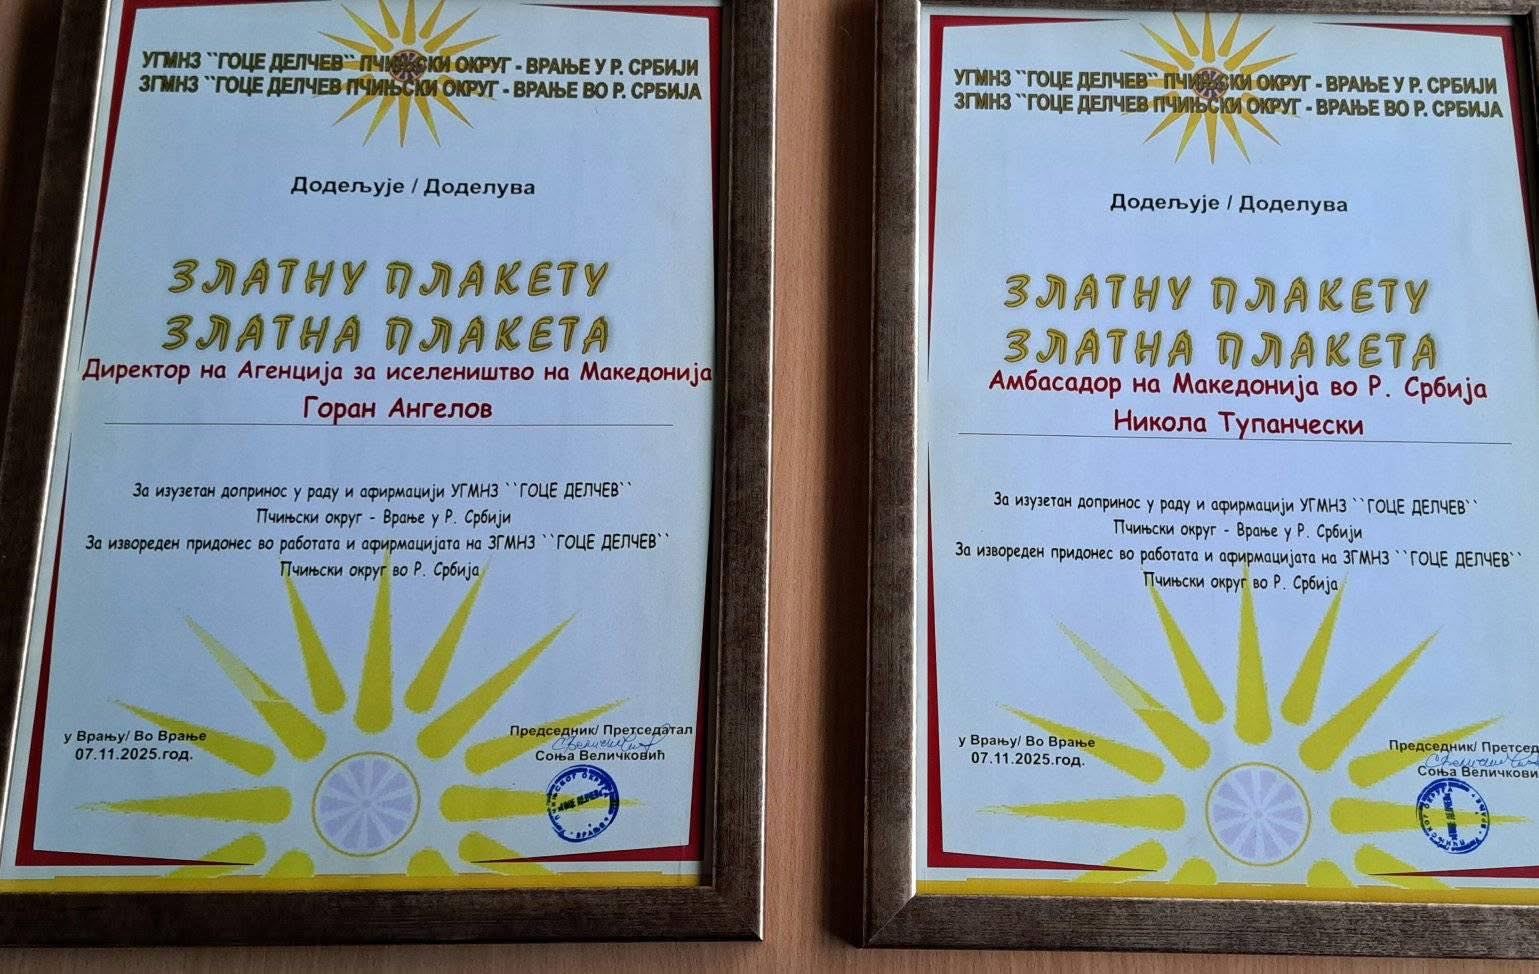 УГМНЗ ``ГОЦЕ ДЕЛЧЕВ`` ПЧИЊСКИ ОКРУГ - ВРАЊЕ У Р. СРБИЈИ
ЗГМНЗ ``ГОЦЕ ДЕЛЧЕВ ПЧИЊСКИ ОКРУГ - ВРАЊЕ ВО Р. СРБИЈА
Додељује / Доделува
ЗЛАТНУ ПЛАКЕТУ
ЗЛАТНА ПЛАКЕТА
Директор на Агенција за иселеништво на Македонија
Горан Ангелов
За изузетан допринос у раду и афирмацији УГМНЗ ``ГОЦЕ ДЕЛЧЕВ``
Пчињски округ - Врање у Р. Србији
За извореден придонес во работата и афирмацијата на ЗГМНЗ ``ГОЦЕ ДЕЛЧЕВ``
Пчињски округ во Р. Србија
у Врању/ Во Врање
07.11.2025.год.
Председник/ Претседатал
Соња Величковић
УГМНЗ ``ГОЦЕ ДЕЛЧЕВ`` ПЧИЊСКИ ОКРУГ - ВРАЊЕ У Р. СРБИЈИ
ЗГМНЗ ``ГОЦЕ ДЕЛЧЕВ ПЧИЊСКИ ОКРУГ - ВРАЊЕ ВО Р. СРБИЈА
Додељује / Доделува
ЗЛАТНУ ПЛАКЕТУ
ЗЛАТНА ПЛАКЕТА
Амбасадор на Македонија во Р. Србија
Никола Тупанчески
За изузетан допринос у раду и афирмацији УГМНЗ ``ГОЦЕ ДЕЛЧЕВ``
Пчињски округ - Врање у Р. Србији
За извореден придонес во работата и афирмацијата на ЗГМНЗ ``ГОЦЕ ДЕЛЧЕВ``
Пчињски округ во Р. Србија
у Врању/ Во Врање
07.11.2025.год.
Председник/ Претсед
Соња Величкови